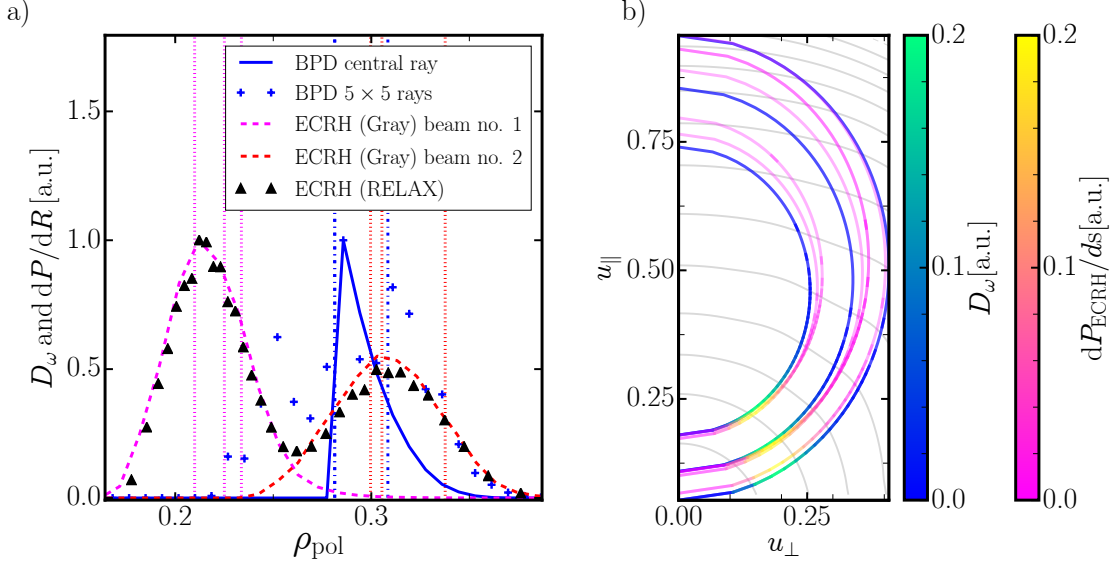 a)
BPD central ray
BPD 5 × 5 rays
ECRH (Gray) beam no. 1
ECRH (Gray) beam no. 2
ECRH (RELAX)
D_ω and dP/dR [a.u.]
0.0
0.5
1.0
1.5
0.2
0.3
ρ_pol
b)
u_∥
0.25
0.50
0.75
0.00
0.25
u_⊥
0.2
0.1
0.0
D_ω[a.u.]
0.2
0.1
0.0
dP_ECRH/ds[a.u.]